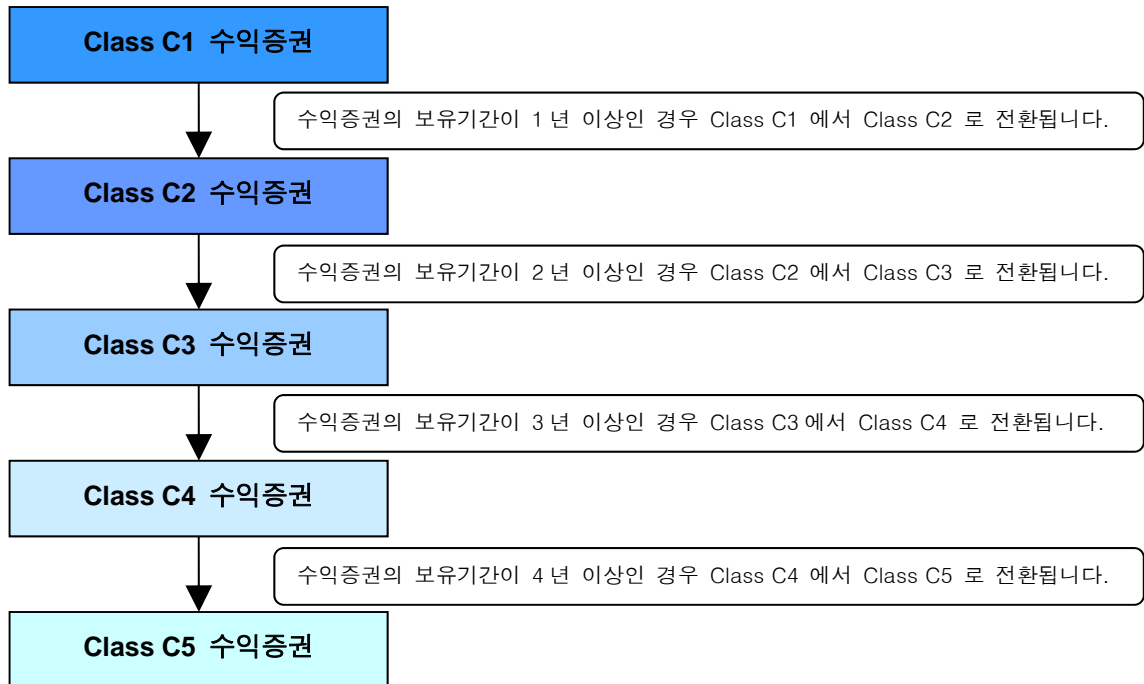 Class C1 수익증권
수익증권의 보유기간이 1 년 이상인 경우 Class C1 에서 Class C2 로 전환됩니다.
Class C2 수익증권
수익증권의 보유기간이 2 년 이상인 경우 Class C2 에서 Class C3 로 전환됩니다.
Class C3 수익증권
수익증권의 보유기간이 3 년 이상인 경우 Class C3 에서 Class C4 로 전환됩니다.
Class C4 수익증권
수익증권의 보유기간이 4 년 이상인 경우 Class C4 에서 Class C5 로 전환됩니다.
Class C5 수익증권